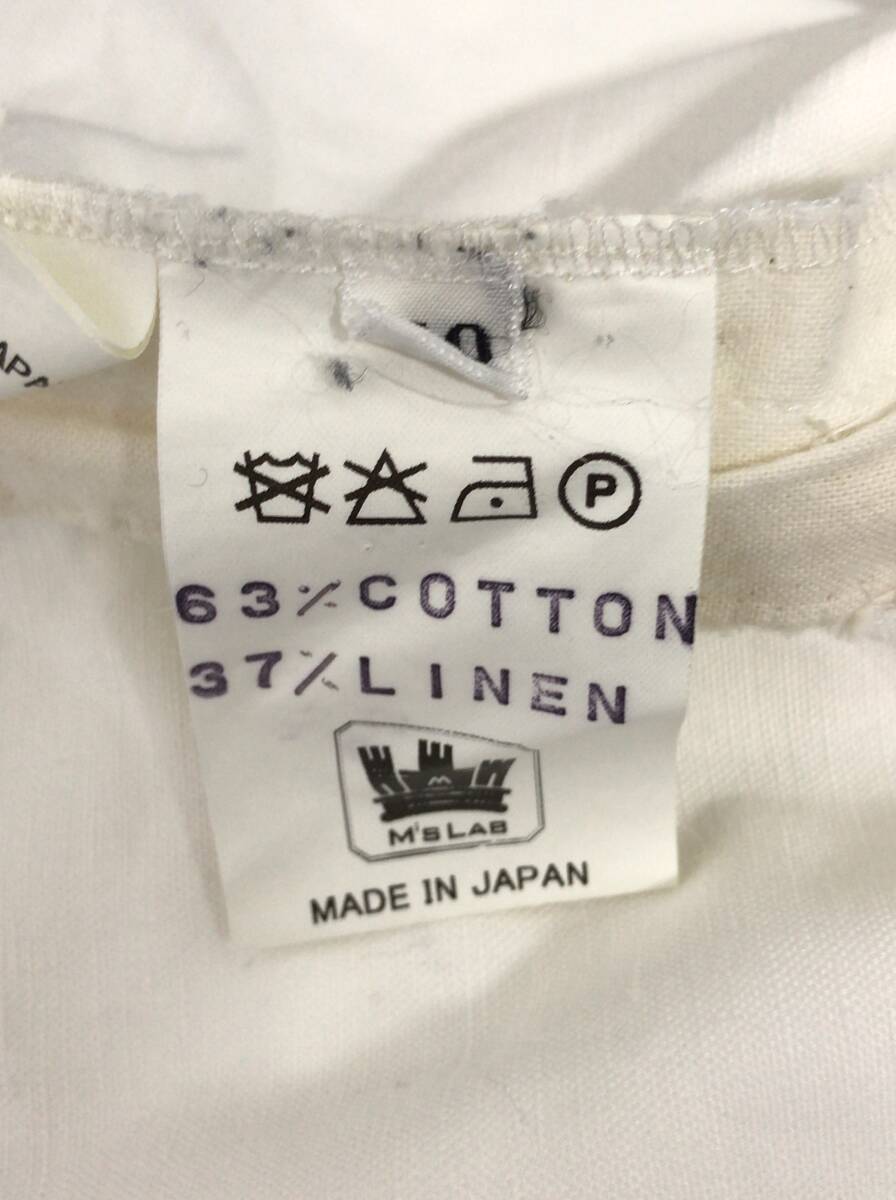 P
63%COTTON
37%LINEN
M
M'S LAB
MADE IN JAPAN